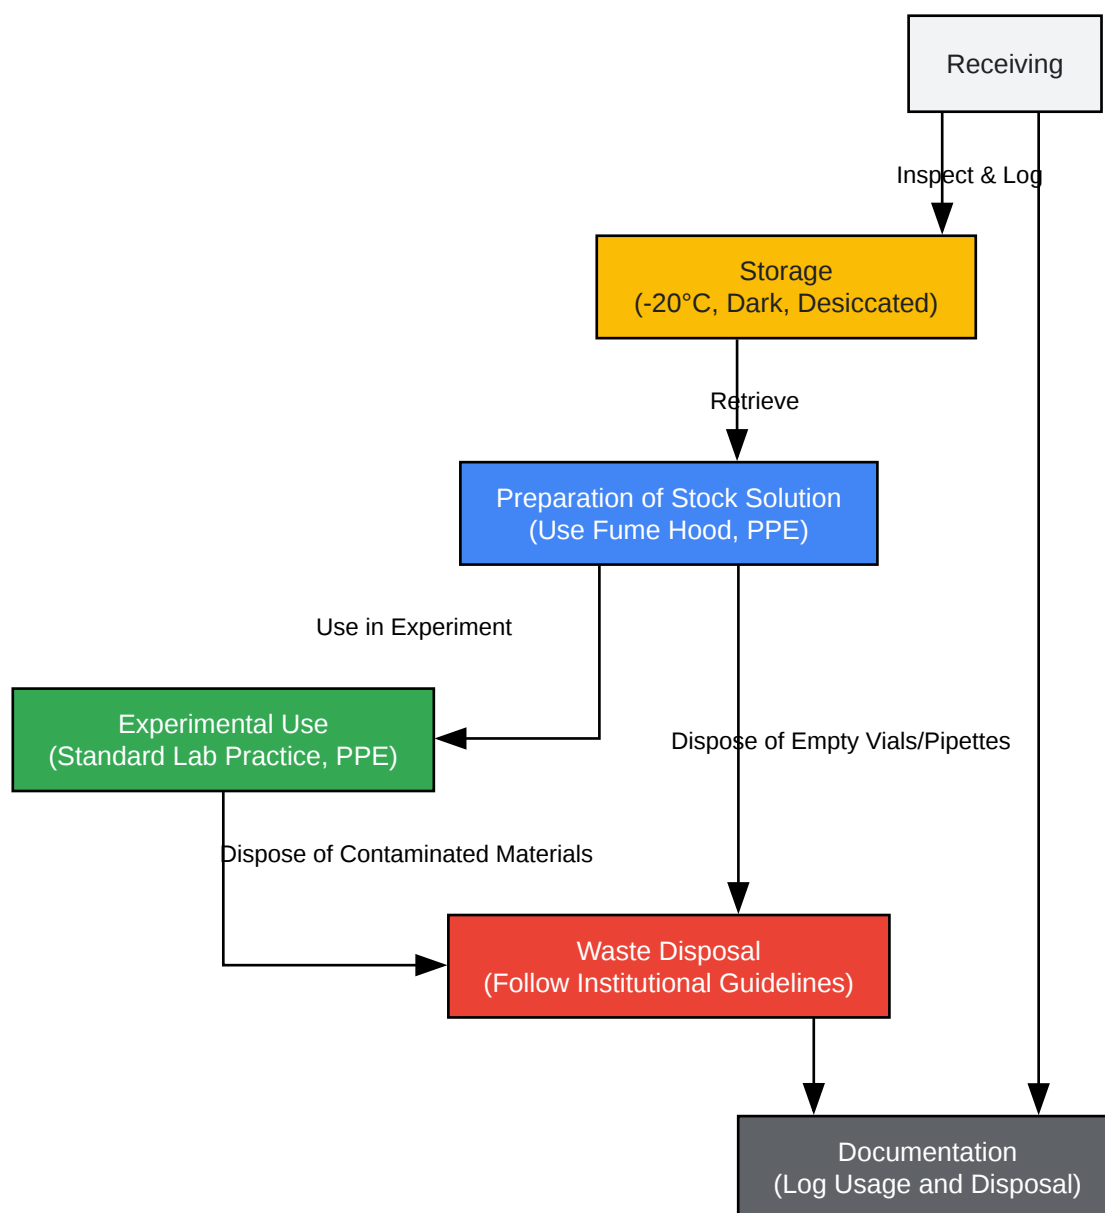 Receiving
Inspect & Log
Storage
(-20°C, Dark, Desiccated)
Retrieve
Preparation of Stock Solution
(Use Fume Hood, PPE)
Use in Experiment
Experimental Use
(Standard Lab Practice, PPE)
Dispose of Empty Vials/Pipettes
Dispose of Contaminated Materials
Waste Disposal
(Follow Institutional Guidelines)
Documentation
(Log Usage and Disposal)